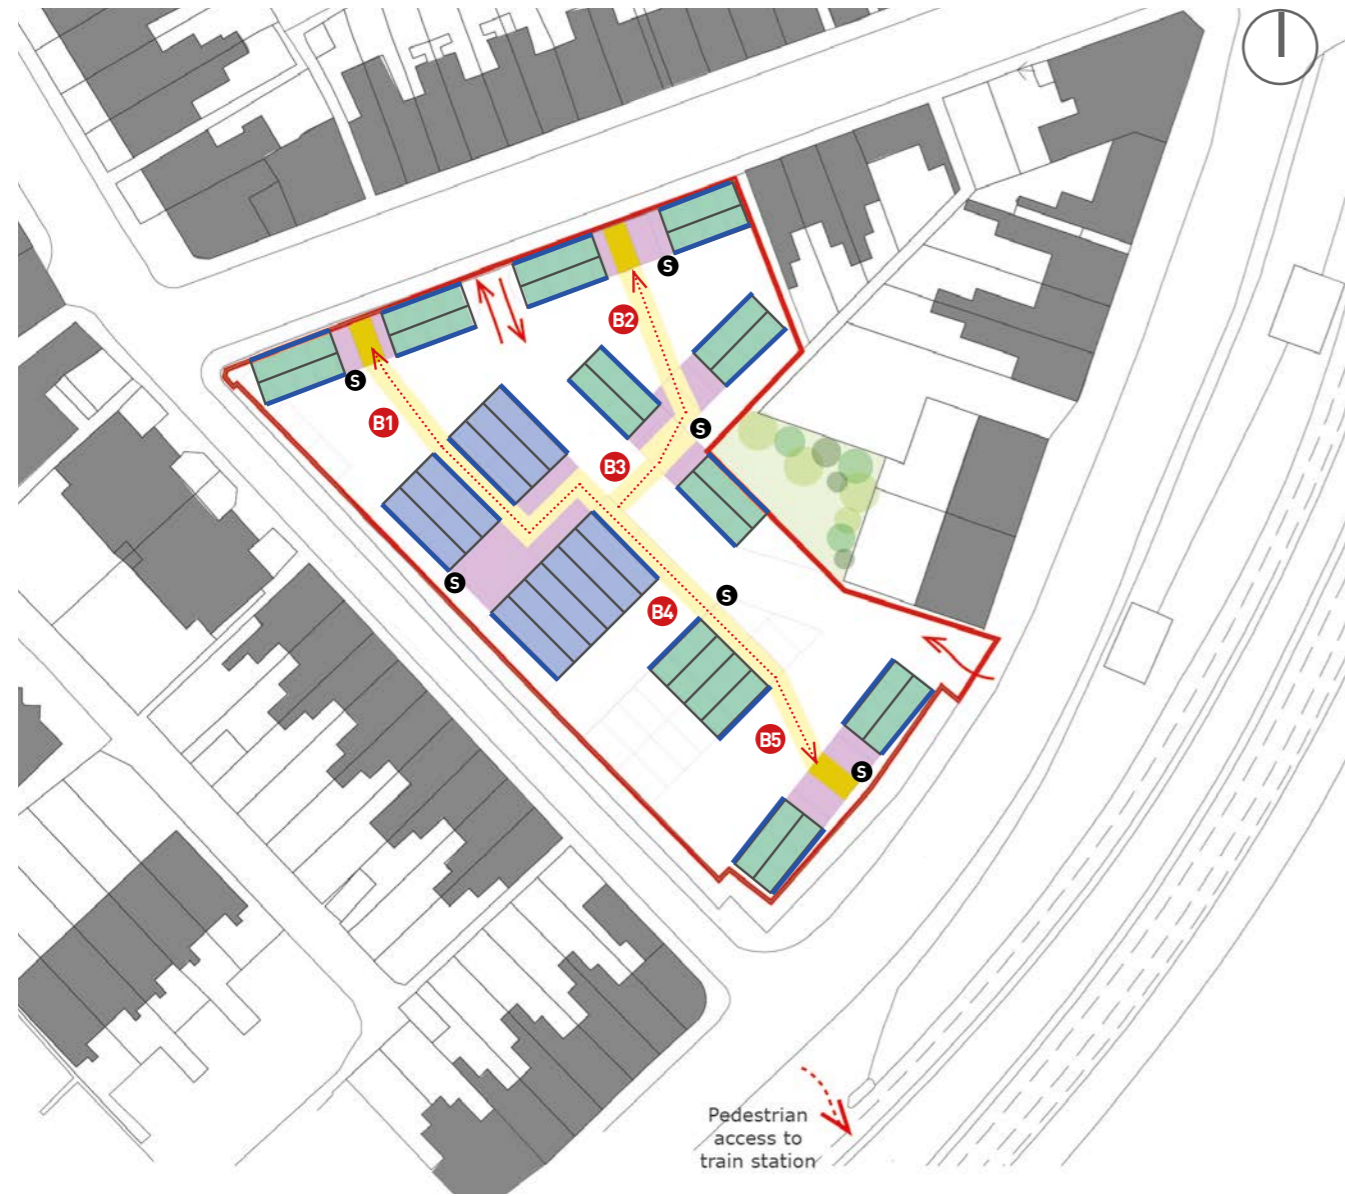 S
B2
S
B1
S
B3
S
S
B4
B5
S
Pedestrian
access to
train station